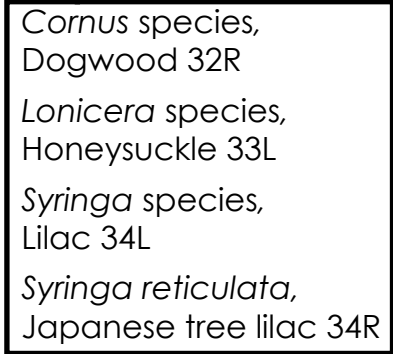 Cornus species,
Dogwood 32R
Lonicera species,
Honeysuckle 33L
Syringa species,
Lilac 34L
Syringa reticulata,
Japanese tree lilac 34R